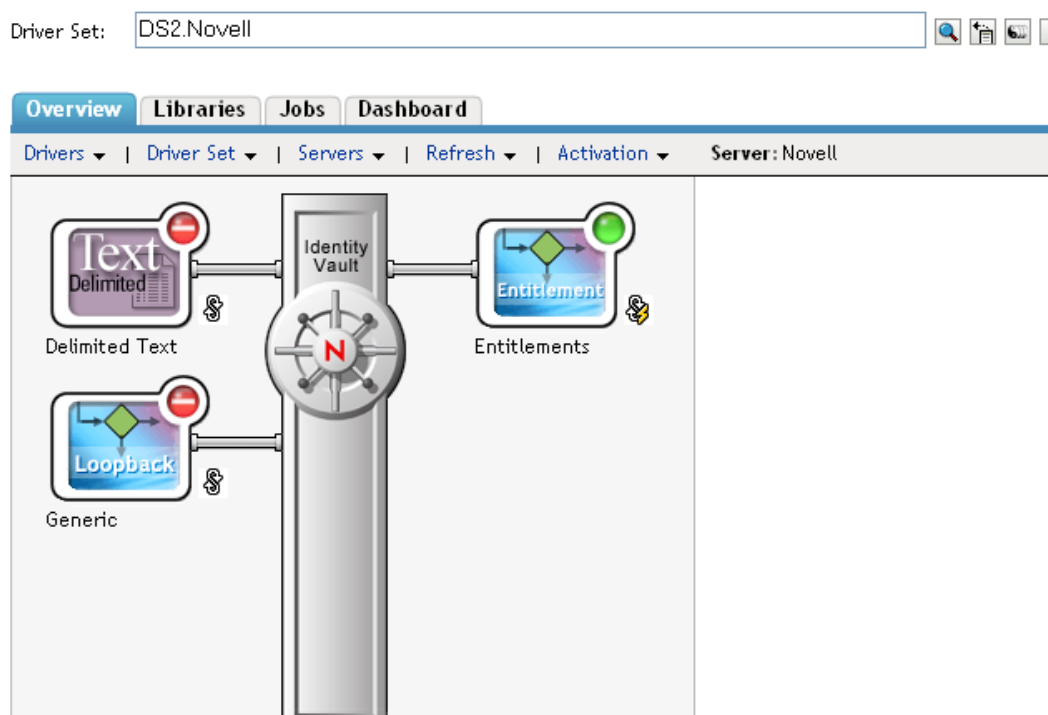 Driver Set: DS2.Novell
Overview Libraries Jobs Dashboard
Drivers | Driver Set | Servers | Refresh | Activation Server: Novell
Text
Delimited
Delimited Text
Loopback
Generic
Identity
Vault
N
Entitlement
Entitlements